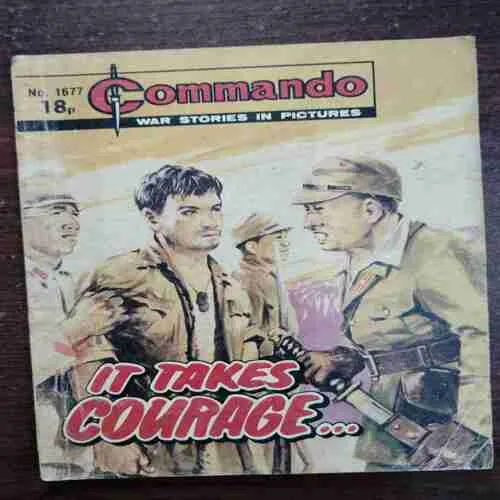 No. 1677
18p
Commando
WAR STORIES IN PICTURES
IT TAKES
COURAGE...